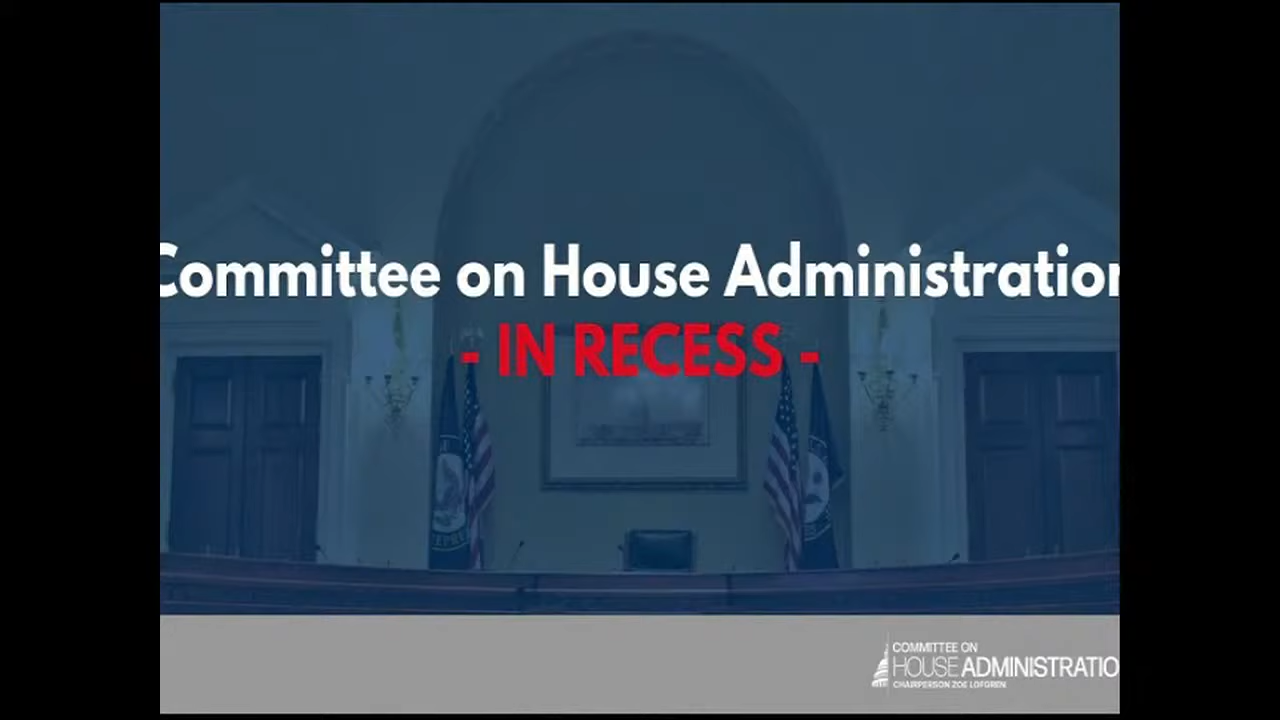 Committee on House Administration
- IN RECESS -
COMMITTEE ON
HOUSE ADMINISTRATIO
CHAIRPERSON ZOE LOFGREN